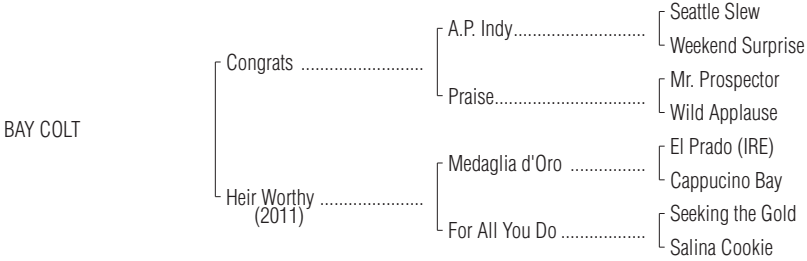 Seattle Slew
A.P. Indy..............................
Weekend Surprise
Congrats ...........................
Mr. Prospector
Praise..................................
Wild Applause
BAY COLT
El Prado (IRE)
Medaglia d'Oro .................
Cappucino Bay
Heir Worthy .......................
(2011)
Seeking the Gold
For All You Do ...................
Salina Cookie